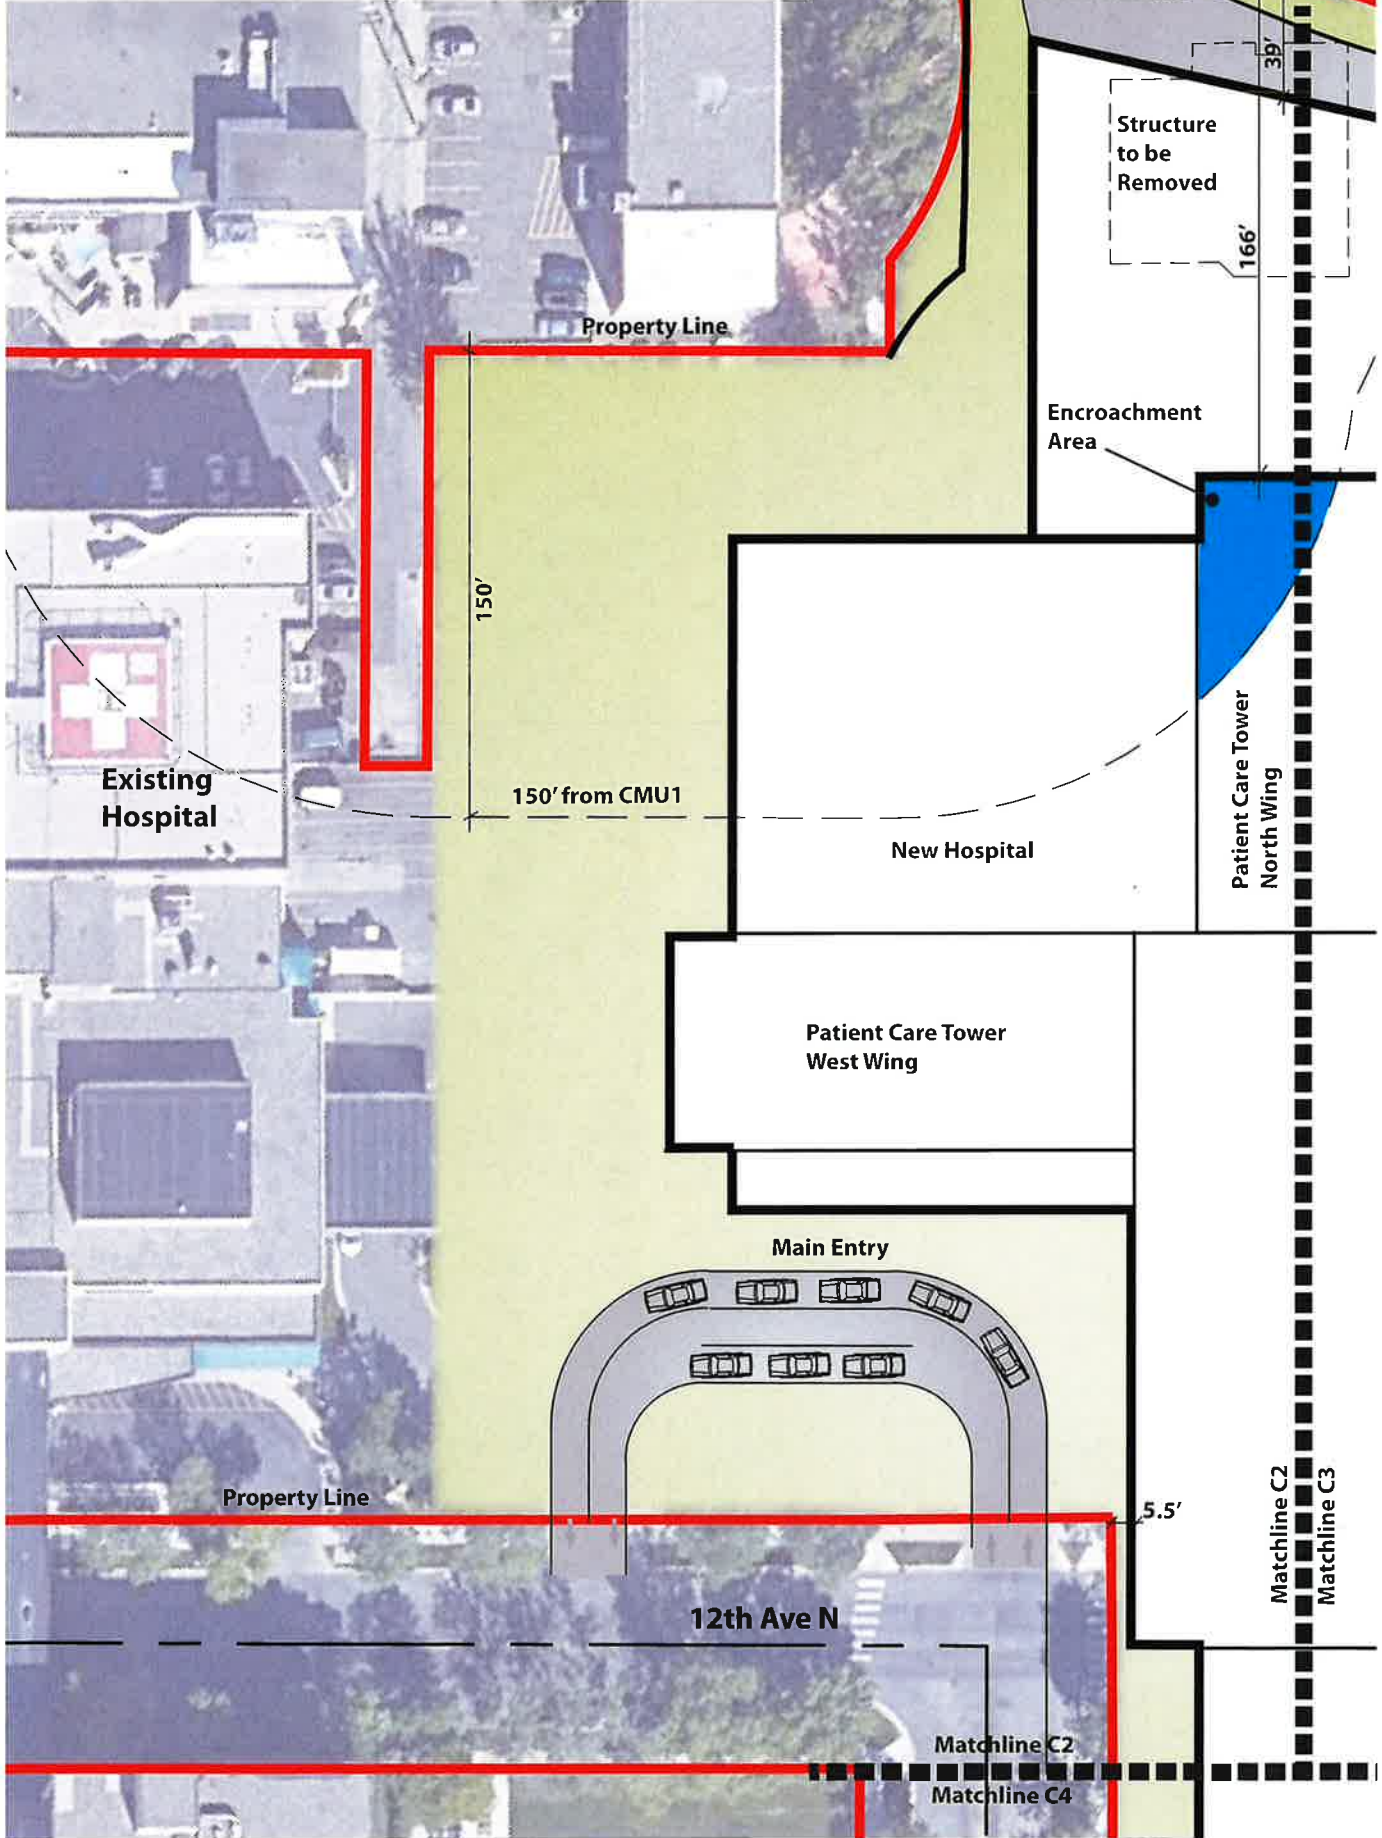 39'
Structure
to be
Removed
166'
Property Line
Encroachment
Area
150'
Existing
Hospital
150' from CMU1
New Hospital
Patient Care Tower
North Wing
Patient Care Tower
West Wing
Main Entry
Property Line
5.5'
Matchline C2
Matchline C3
12th Ave N
Matchline C2
Matchline C4